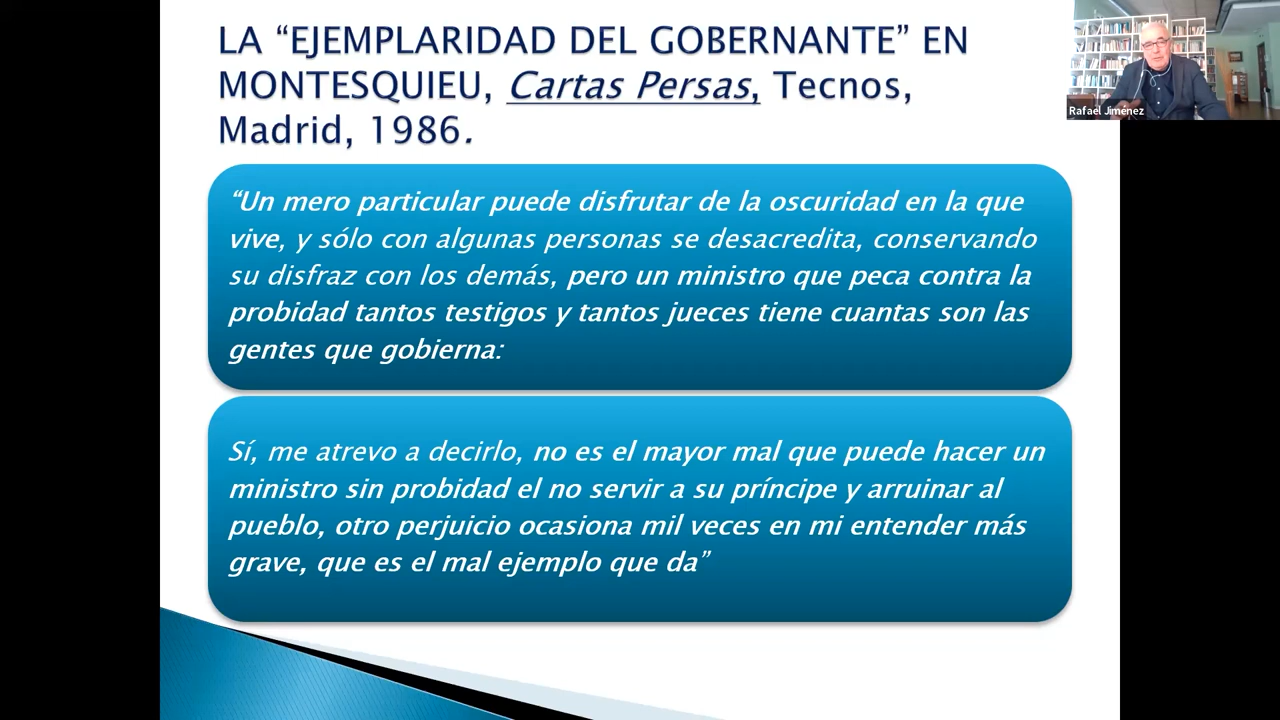 LA “EJEMPLARIDAD DEL GOBERNANTE” EN
MONTESQUIEU, Cartas Persas, Tecnos,
Madrid, 1986.
Rafael Jiménez
“Un mero particular puede disfrutar de la oscuridad en la que
vive, y sólo con algunas personas se desacredita, conservando
su disfraz con los demás, pero un ministro que peca contra la
probidad tantos testigos y tantos jueces tiene cuantas son las
gentes que gobierna:
Sí, me atrevo a decirlo, no es el mayor mal que puede hacer un
ministro sin probidad el no servir a su príncipe y arruinar al
pueblo, otro perjuicio ocasiona mil veces en mi entender más
grave, que es el mal ejemplo que da”